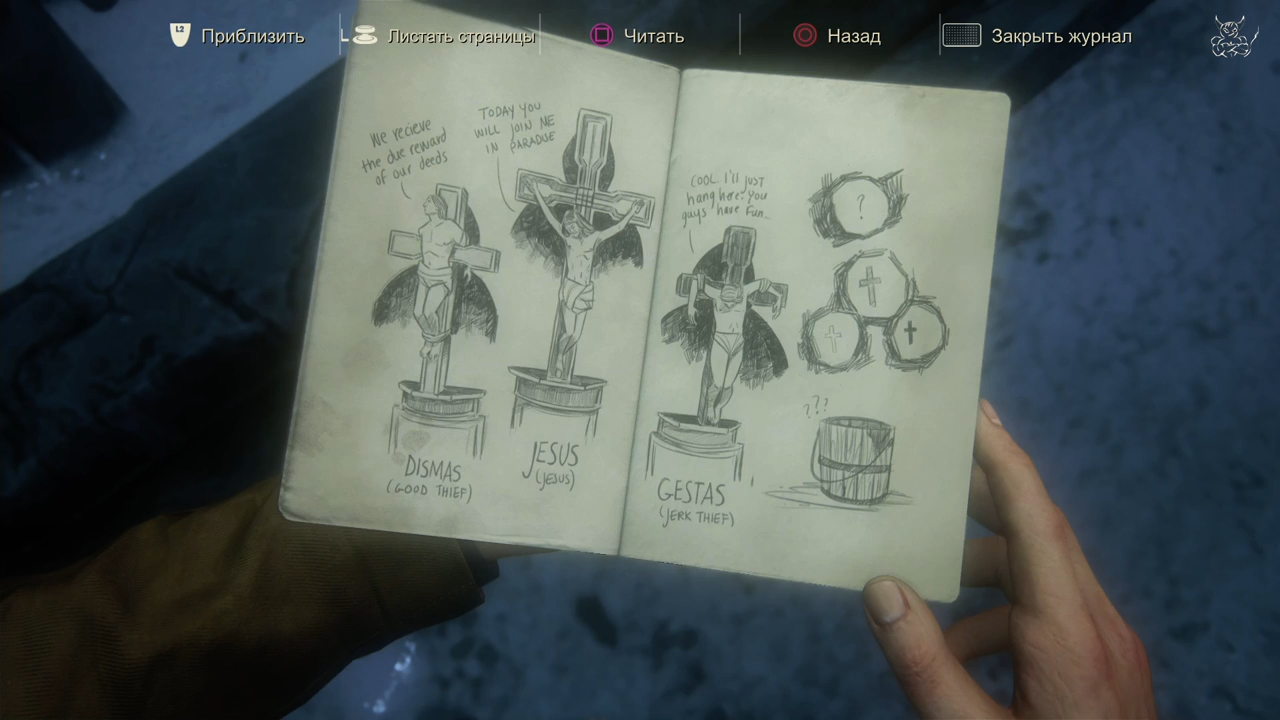 L2 Приблизить
L Листать страницы
Читать
Назад
Закрыть журнал
We recieve
the due reward
of our deeds
TODAY YOU
WILL JOIN ME
IN PARADISE
COOL. I'll JUST
hang here. You
guys have fun...
?
DISMAS
(GOOD THIEF)
JESUS
(JESUS)
GESTAS
(JERK THIEF)
???